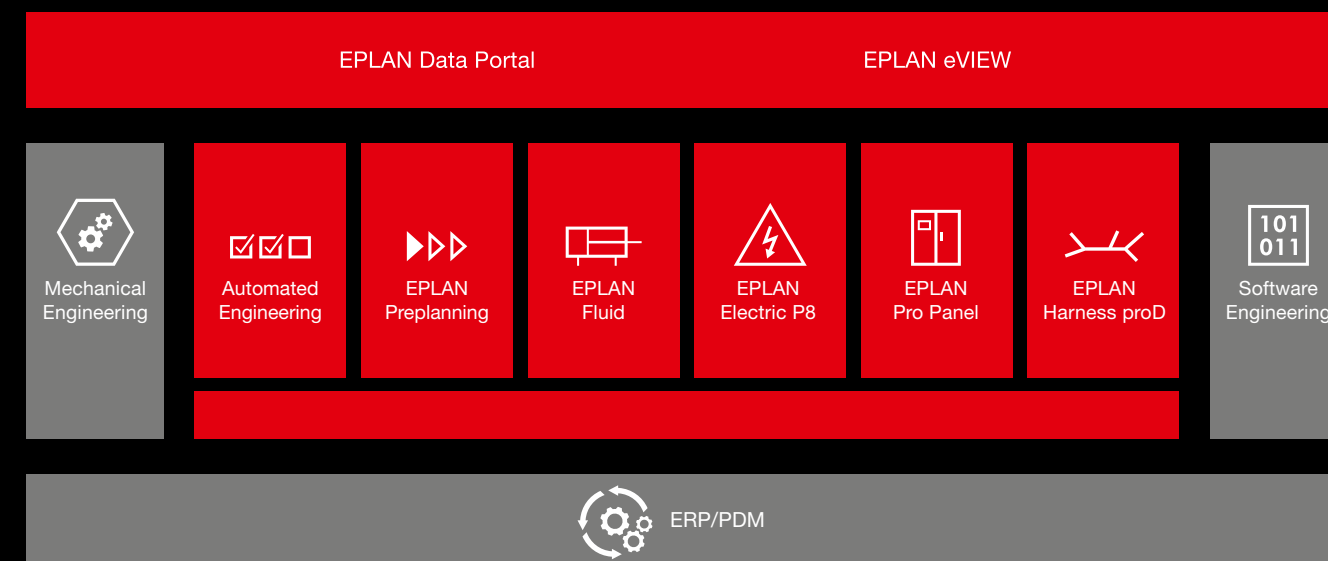 EPLAN Data Portal
EPLAN eVIEW
Mechanical
Engineering
Automated
Engineering
EPLAN
Preplanning
EPLAN
Fluid
EPLAN
Electric P8
EPLAN
Pro Panel
EPLAN
Harness proD
101
011
Software
Engineering
ERP/PDM